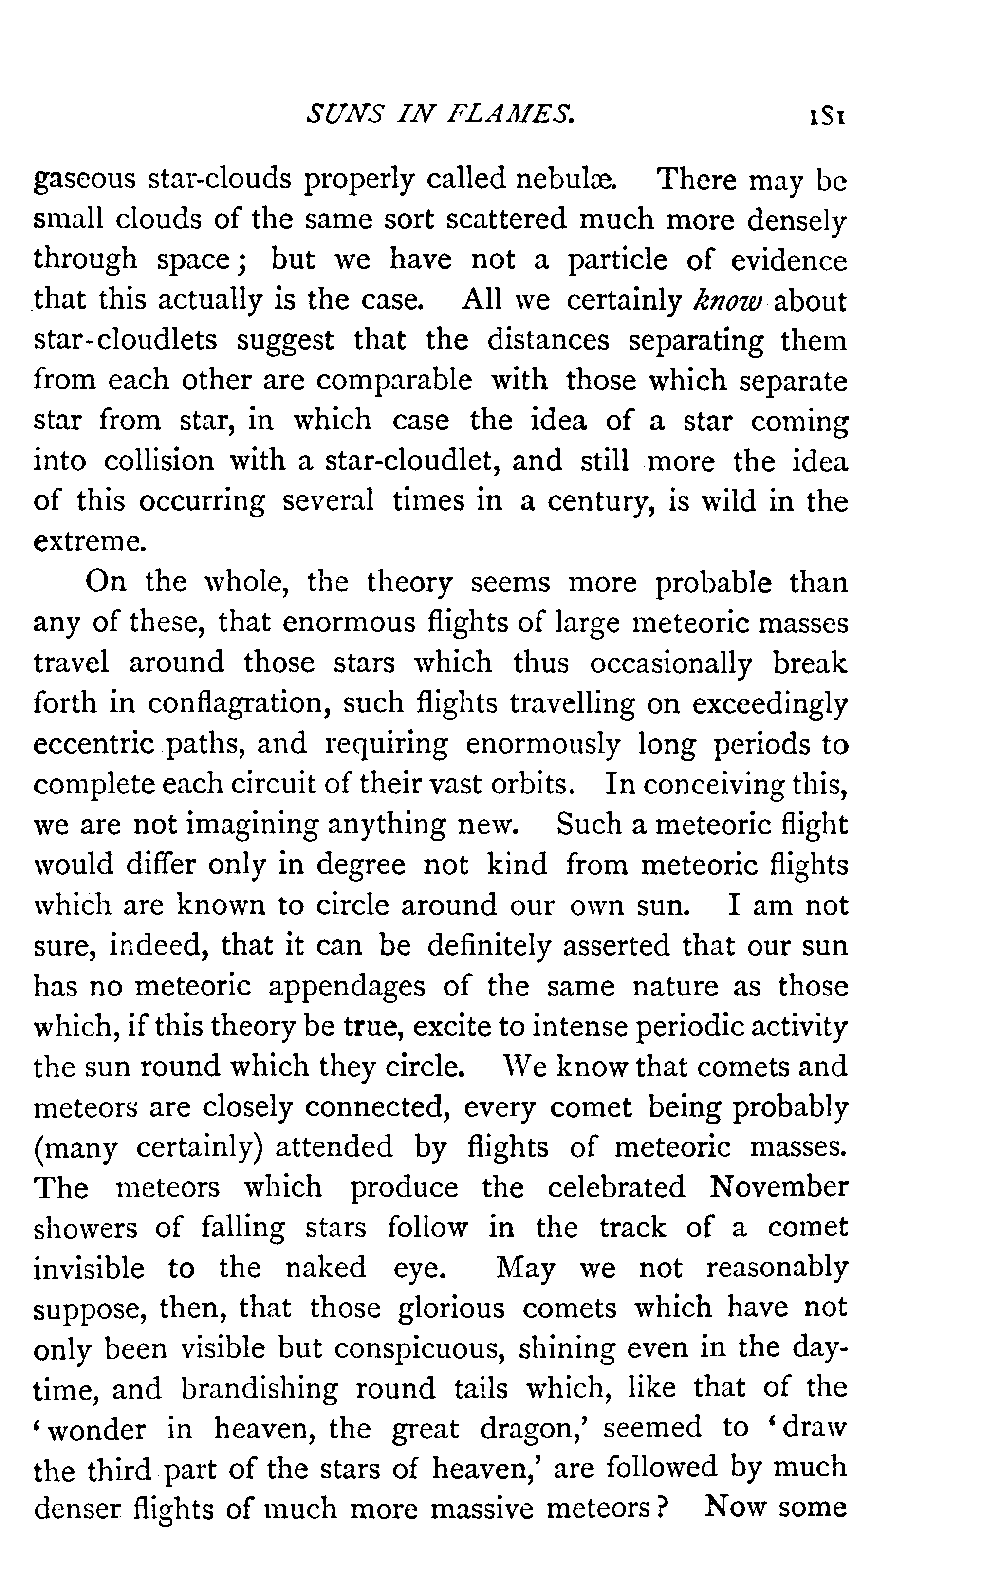 SUNS IN FLAMES. 181
gaseous star-clouds properly called nebulæ. There may be
small clouds of the same sort scattered much more densely
through space; but we have not a particle of evidence
that this actually is the case. All we certainly know about
star-cloudlets suggest that the distances separating them
from each other are comparable with those which separate
star from star, in which case the idea of a star coming
into collision with a star-cloudlet, and still more the idea
of this occurring several times in a century, is wild in the
extreme.
On the whole, the theory seems more probable than
any of these, that enormous flights of large meteoric masses
travel around those stars which thus occasionally break
forth in conflagration, such flights travelling on exceedingly
eccentric paths, and requiring enormously long periods to
complete each circuit of their vast orbits. In conceiving this,
we are not imagining anything new. Such a meteoric flight
would differ only in degree not kind from meteoric flights
which are known to circle around our own sun. I am not
sure, indeed, that it can be definitely asserted that our sun
has no meteoric appendages of the same nature as those
which, if this theory be true, excite to intense periodic activity
the sun round which they circle. We know that comets and
meteors are closely connected, every comet being probably
(many certainly) attended by flights of meteoric masses.
The meteors which produce the celebrated November
showers of falling stars follow in the track of a comet
invisible to the naked eye. May we not reasonably
suppose, then, that those glorious comets which have not
only been visible but conspicuous, shining even in the day-
time, and brandishing round tails which, like that of the
‘wonder in heaven, the great dragon,’ seemed to ‘draw
the third part of the stars of heaven,’ are followed by much
denser flights of much more massive meteors? Now some